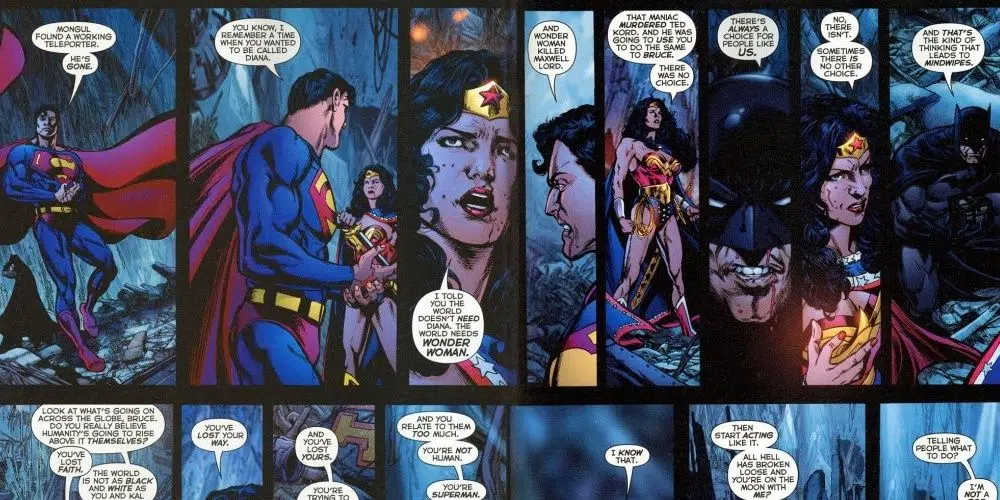 MONGUL
FOUND A WORKING
TELEPORTER.
HE'S
GONE.
YOU KNOW, I
REMEMBER A TIME
WHEN YOU WANTED
TO BE CALLED
DIANA.
I TOLD
YOU THE
WORLD
DOESN'T NEED
DIANA. THE
WORLD NEEDS
WONDER
WOMAN.
AND
WONDER
WOMAN
KILLED
MAXWELL
LORD.
THAT MANIAC
MURDERED TED
KORD. AND HE WAS
GOING TO USE YOU
TO DO THE SAME
TO BRUCE.
THERE
WAS NO
CHOICE.
THERE'S
ALWAYS A
CHOICE FOR
PEOPLE LIKE
US.
NO,
THERE
ISN'T.
SOMETIMES
THERE IS
NO OTHER
CHOICE.
AND THAT'S
THE KIND OF
THINKING THAT
LEADS TO
MINDWIPES.
LOOK AT WHAT'S GOING ON
ACROSS THE GLOBE, BRUCE.
DO YOU REALLY BELIEVE
HUMANITY'S GOING TO RISE
ABOVE IT THEMSELVES?
YOU'VE
LOST
FAITH.
THE WORLD
IS NOT AS BLACK
AND WHITE AS
YOU AND KAL
YOU'VE
LOST YOUR
WAY.
AND
YOU'VE
LOST
YOURS.
YOU'RE
TRYING TO
AND YOU
RELATE TO THEM
TOO MUCH.
YOU'RE NOT
HUMAN.
YOU'RE
SUPERMAN.
I KNOW
THAT.
THEN
START ACTING
LIKE IT.
ALL HELL
HAS BROKEN
LOOSE AND
YOU'RE ON THE
MOON WITH
ME?
TELLING
PEOPLE WHAT
TO DO?
I'M
NOT